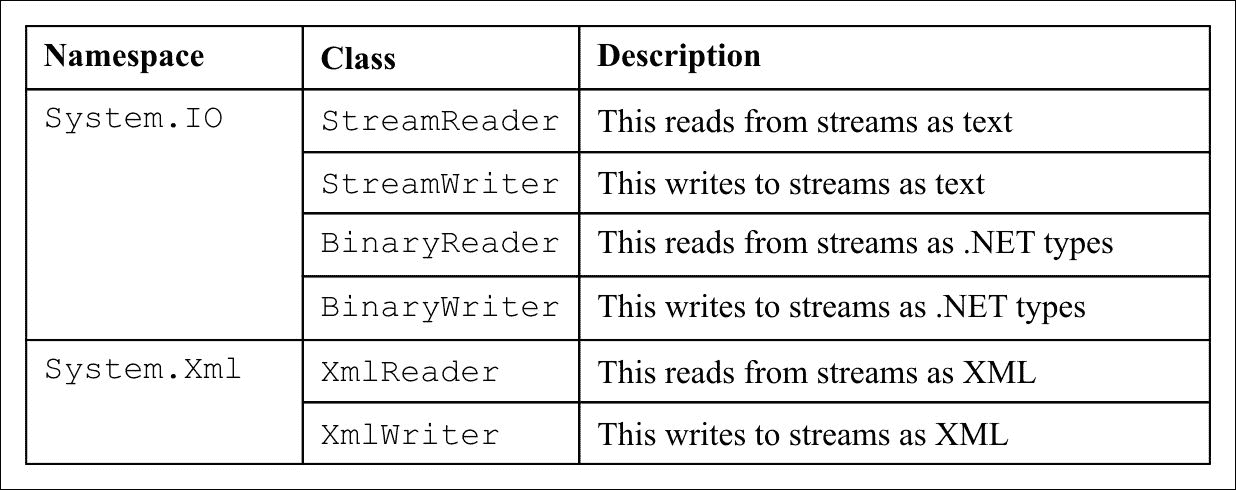 Namespace Class Description
System.IO StreamReader This reads from streams as text
StreamWriter This writes to streams as text
BinaryReader This reads from streams as .NET types
BinaryWriter This writes to streams as .NET types
System.Xml XmlReader This reads from streams as XML
XmlWriter This writes to streams as XML